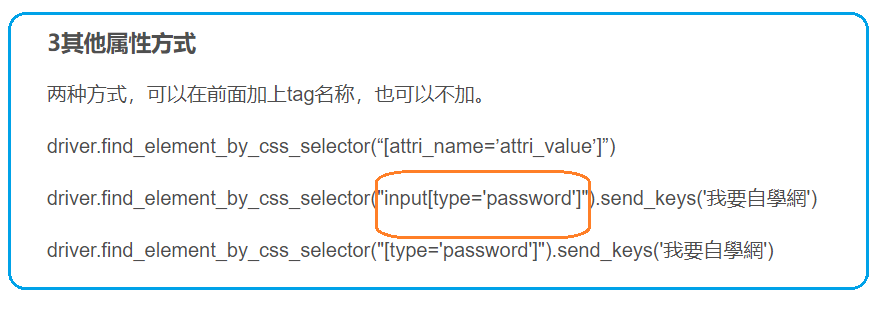 3其他属性方式
两种方式，可以在前面加上tag名称，也可以不加。
driver.find_element_by_css_selector(“[attri_name=’attri_value’]”)
driver.find_element_by_css_selector("input[type='password']").send_keys('我要自學網')
driver.find_element_by_css_selector("[type='password']").send_keys('我要自學網')